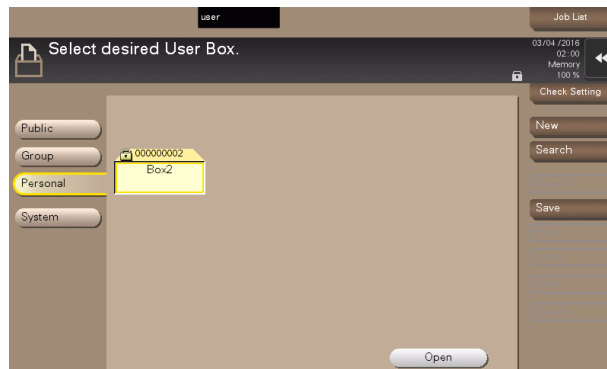 user
Job List
Select desired User Box.
03/04 /2016
02:00
Memory
100 %
Check Setting
Public
Group
Personal
System
000000002
Box2
New
Search
Save
Open